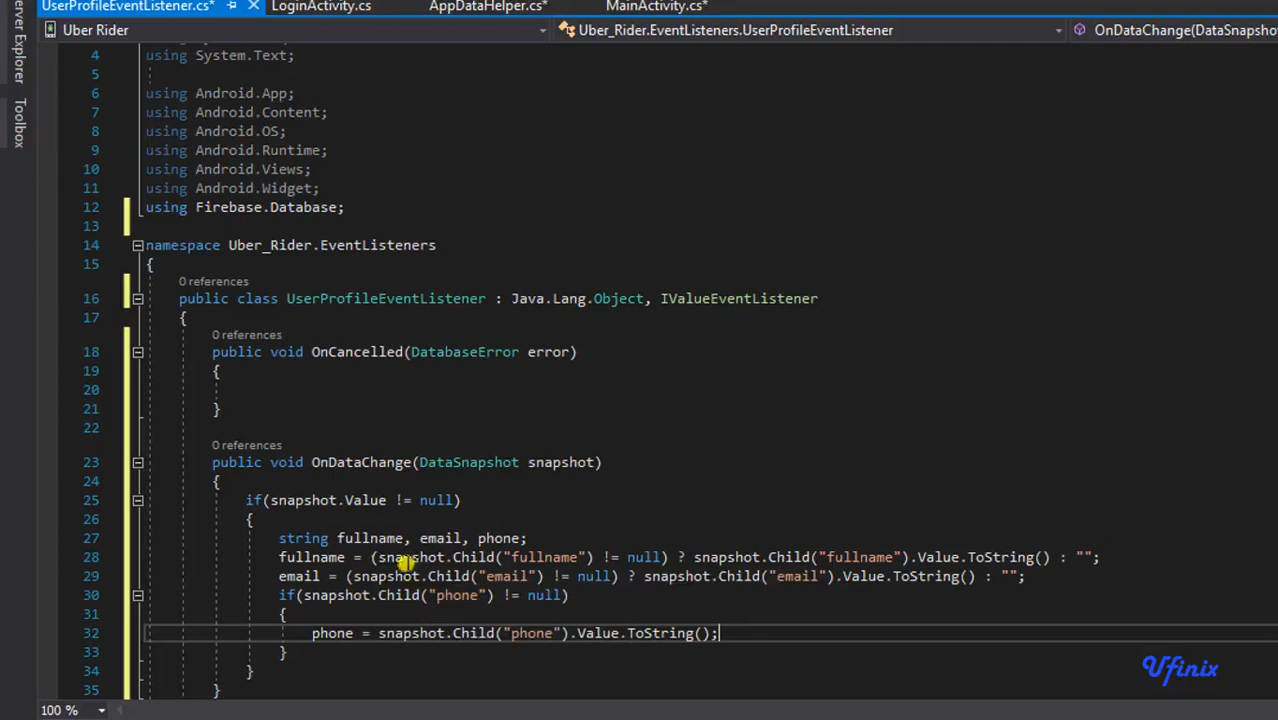 UserProfileEventListener.cs* LoginActivity.cs AppDataHelper.cs* MainActivity.cs*
Uber Rider Uber_Rider.EventListeners.UserProfileEventListener OnDataChange(DataSnapshot
Server Explorer
Toolbox
4 using System.Text;
5
6 using Android.App;
7 using Android.Content;
8 using Android.OS;
9 using Android.Runtime;
10 using Android.Views;
11 using Android.Widget;
12 using Firebase.Database;
13
14 namespace Uber_Rider.EventListeners
15 {
0 references
16 public class UserProfileEventListener : Java.Lang.Object, IValueEventListener
17 {
0 references
18 public void OnCancelled(DatabaseError error)
19 {
20
21 }
22
0 references
23 public void OnDataChange(DataSnapshot snapshot)
24 {
25 if(snapshot.Value != null)
26 {
27 string fullname, email, phone;
28 fullname = (snapshot.Child("fullname") != null) ? snapshot.Child("fullname").Value.ToString() : "";
29 email = (snapshot.Child("email") != null) ? snapshot.Child("email").Value.ToString() : "";
30 if(snapshot.Child("phone") != null)
31 {
32 phone = snapshot.Child("phone").Value.ToString();
33 }
34 }
35 }
100 %
Ufinix